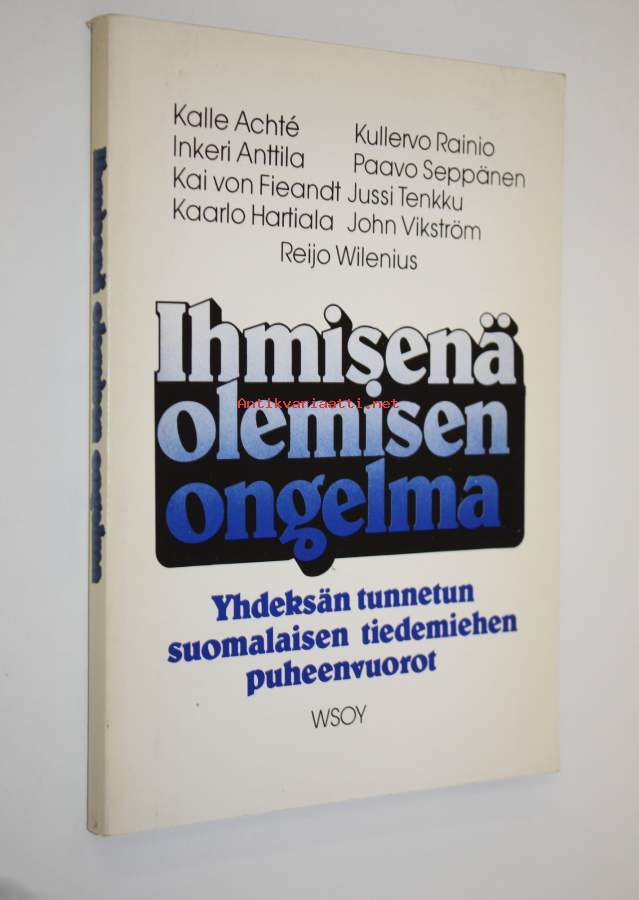 Kalle Achté Kullervo Rainio
Inkeri Anttila Paavo Seppänen
Kai von Fieandt Jussi Tenkku
Kaarlo Hartiala John Vikström
Reijo Wilenius
Ihmisenä
olemisen
Antikvariaatti.net
ongelma
Yhdeksän tunnetun
suomalaisen tiedemiehen
puheenvuorot
WSOY
Ihmisenä olemisen ongelma